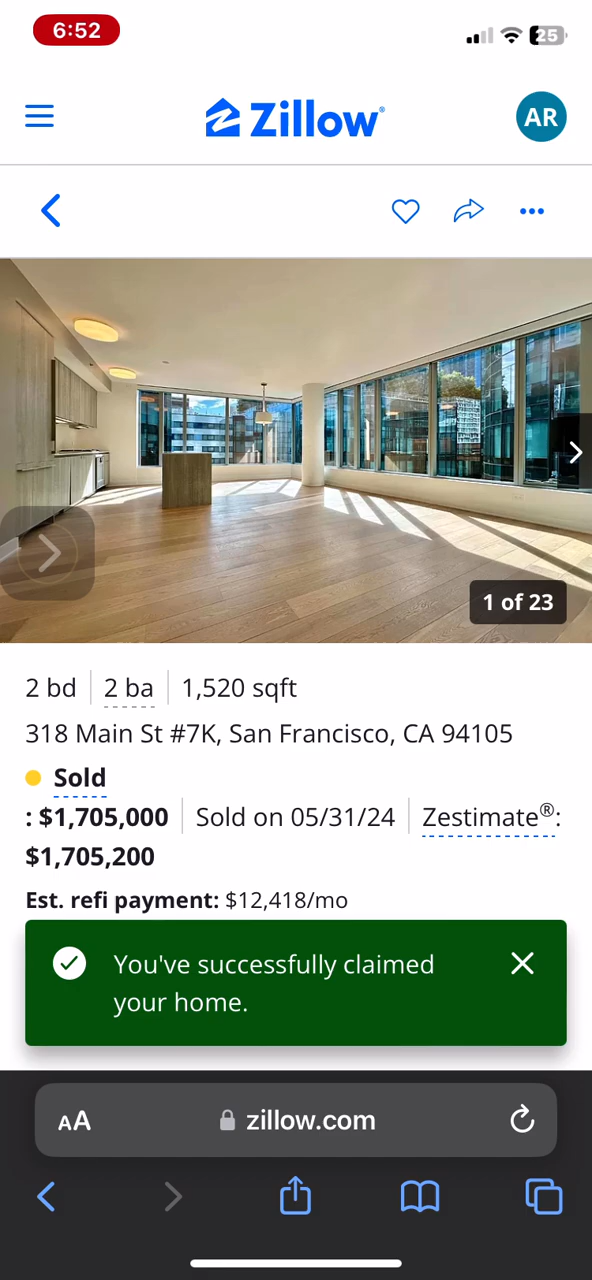 6:52
25
Zillow®
AR
1 of 23
2 bd 2 ba 1,520 sqft
318 Main St #7K, San Francisco, CA 94105
Sold
: $1,705,000 Sold on 05/31/24 Zestimate®:
$1,705,200
Est. refi payment: $12,418/mo
You've successfully claimed
your home.
AA zillow.com